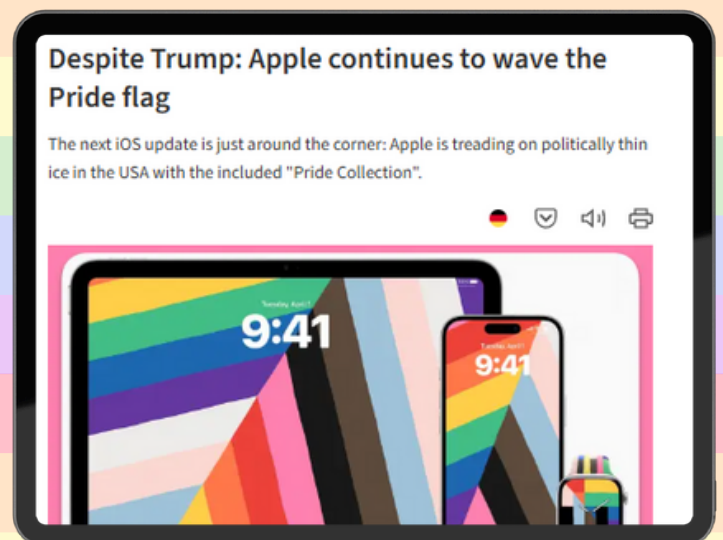 Despite Trump: Apple continues to wave the
Pride flag
The next iOS update is just around the corner: Apple is treading on politically thin
ice in the USA with the included "Pride Collection".
9:41
9:41